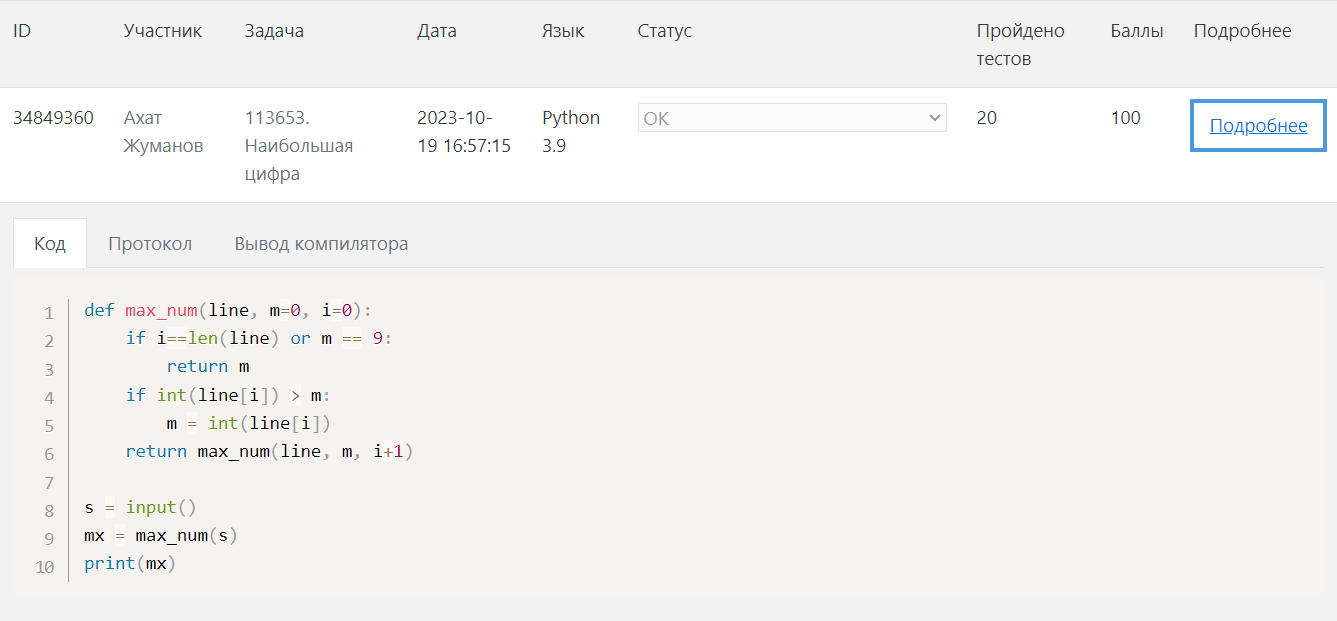 ID Участник Задача Дата Язык Статус Пройдено тестов Баллы Подробнее
34849360 Ахат Жуманов 113653. Наибольшая цифра 2023-10-19 16:57:15 Python 3.9 OK 20 100 Подробнее
Код Протокол Вывод компилятора
1 def max_num(line, m=0, i=0):
2     if i==len(line) or m == 9:
3         return m
4     if int(line[i]) > m:
5         m = int(line[i])
6     return max_num(line, m, i+1)
7
8 s = input()
9 mx = max_num(s)
10 print(mx)